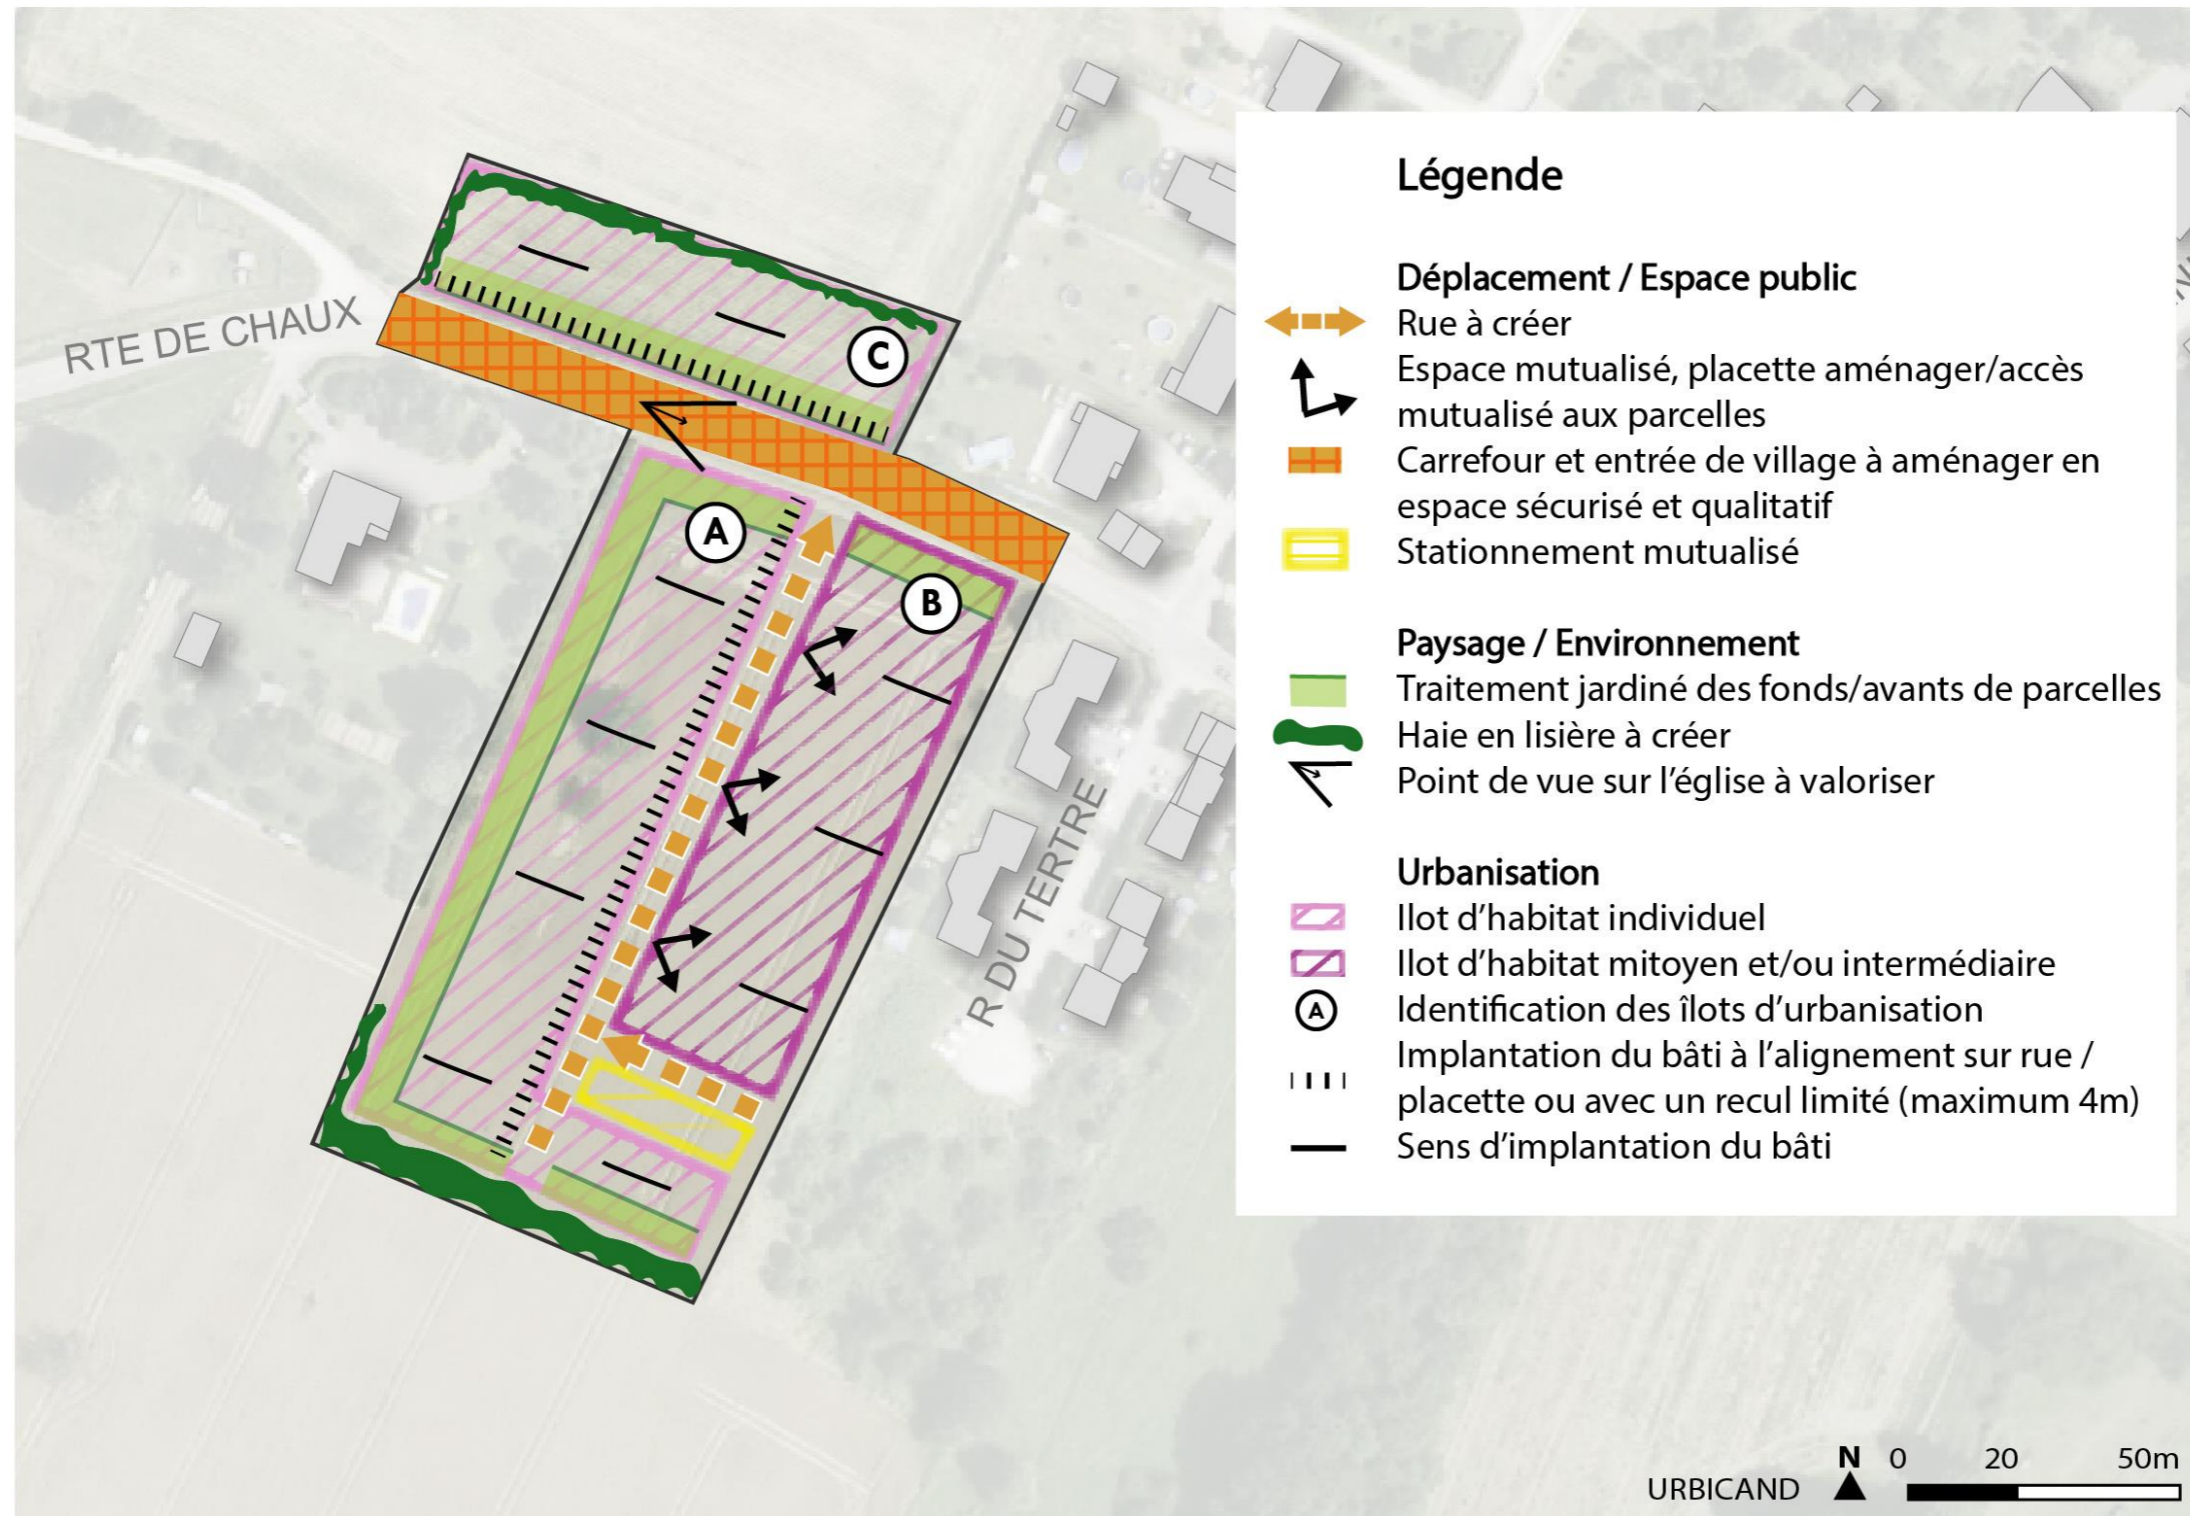 RTE DE CHAUX
C
A
B
R DU TERTRE
Légende
Déplacement / Espace public
Rue à créer
Espace mutualisé, placette aménager/accès
mutualisé aux parcelles
Carrefour et entrée de village à aménager en
espace sécurisé et qualitatif
Stationnement mutualisé
Paysage / Environnement
Traitement jardiné des fonds/avants de parcelles
Haie en lisière à créer
Point de vue sur l'église à valoriser
Urbanisation
Ilot d'habitat individuel
Ilot d'habitat mitoyen et/ou intermédiaire
A Identification des îlots d'urbanisation
Implantation du bâti à l'alignement sur rue /
placette ou avec un recul limité (maximum 4m)
Sens d'implantation du bâti
URBICAND N 0 20 50m